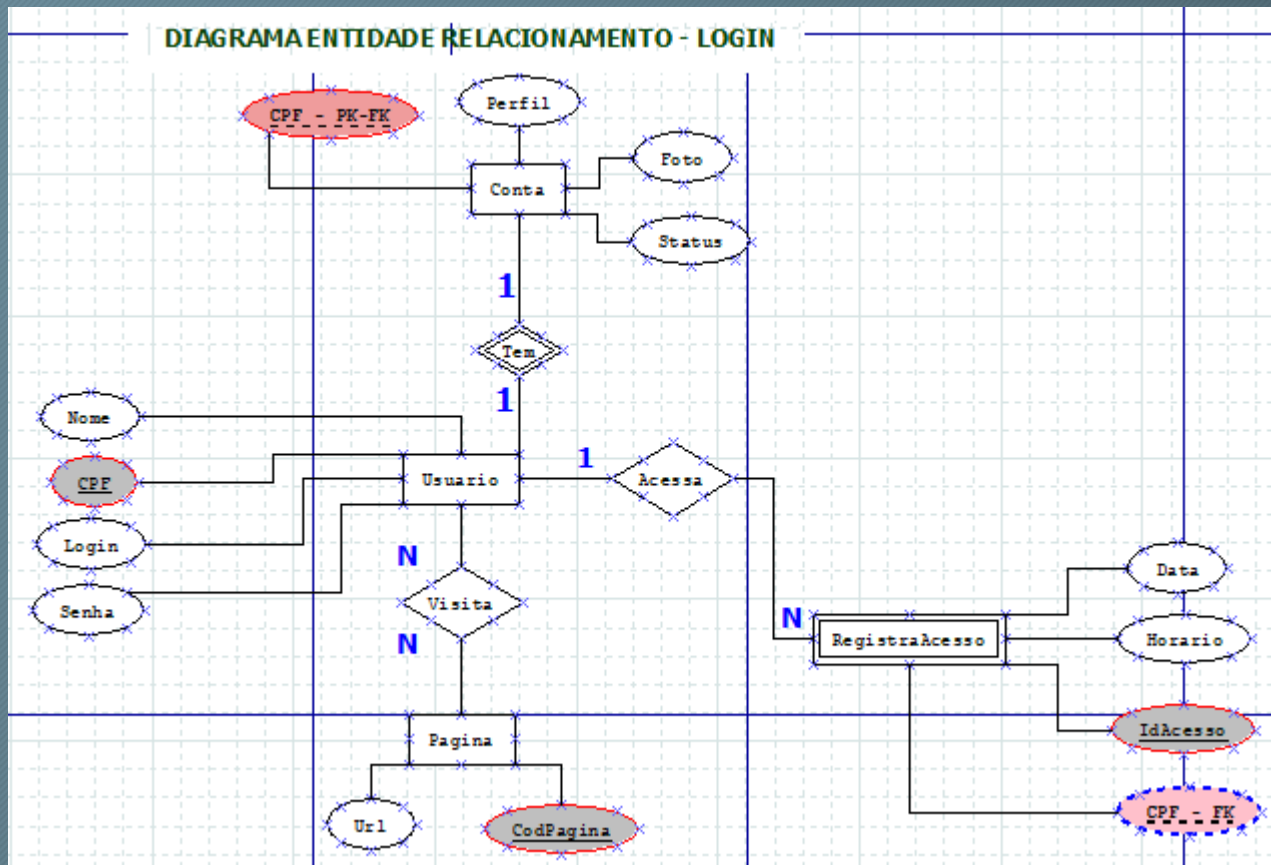 DIAGRAMA ENTIDADE RELACIONAMENTO - LOGIN
CPF - PK-FK
Perfil
Foto
Conta
Status
1
Tem
1
Nome
CPF
Usuario
1
Acessa
Login
Senha
N
Visita
N
Data
N
RegistraAcesso
Horario
IdAcesso
Pagina
CPF - FK
Url
CodPagina